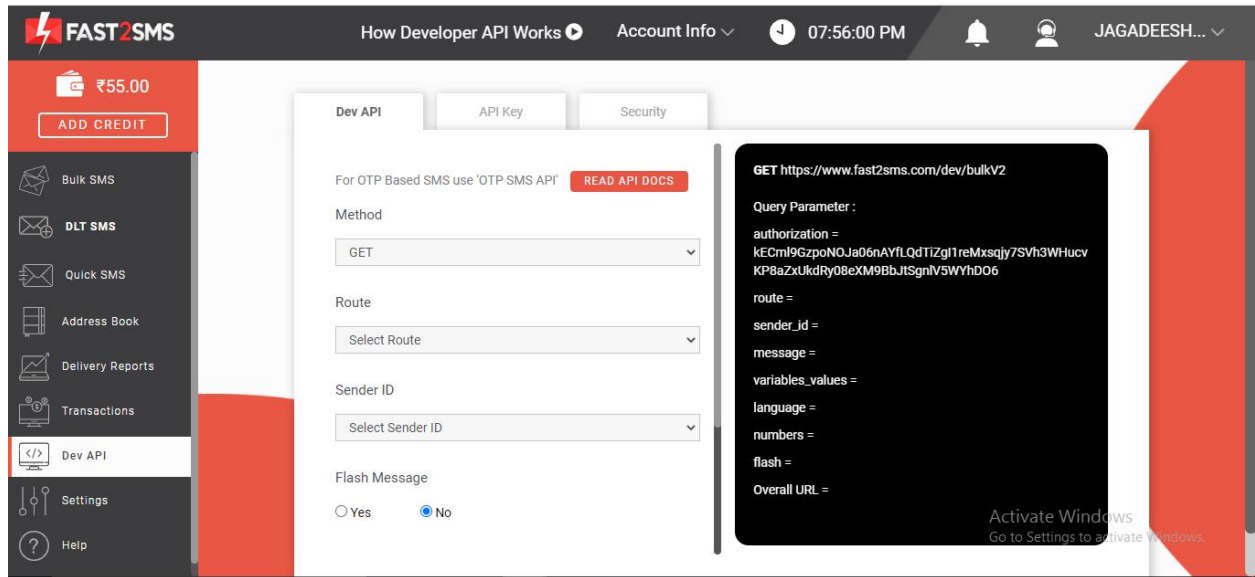 FAST2SMS
How Developer API Works
Account Info
07:56:00 PM
JAGADEESH...
₹55.00
ADD CREDIT
Bulk SMS
DLT SMS
Quick SMS
Address Book
Delivery Reports
Transactions
Dev API
Settings
Help
Dev API
API Key
Security
For OTP Based SMS use 'OTP SMS API'
READ API DOCS
Method
GET
Route
Select Route
Sender ID
Select Sender ID
Flash Message
Yes
No
GET https://www.fast2sms.com/dev/bulkV2
Query Parameter :
authorization =
kECml9GzpoNOJa06nAYfLQdTiZgI1reMxsqjy7SVh3WHucv
KP8aZxUkdRy08eXM9BbJtSgnlV5WYhDO6
route =
sender_id =
message =
variables_values =
language =
numbers =
flash =
Overall URL =
Activate Windows
Go to Settings to activate Windows.